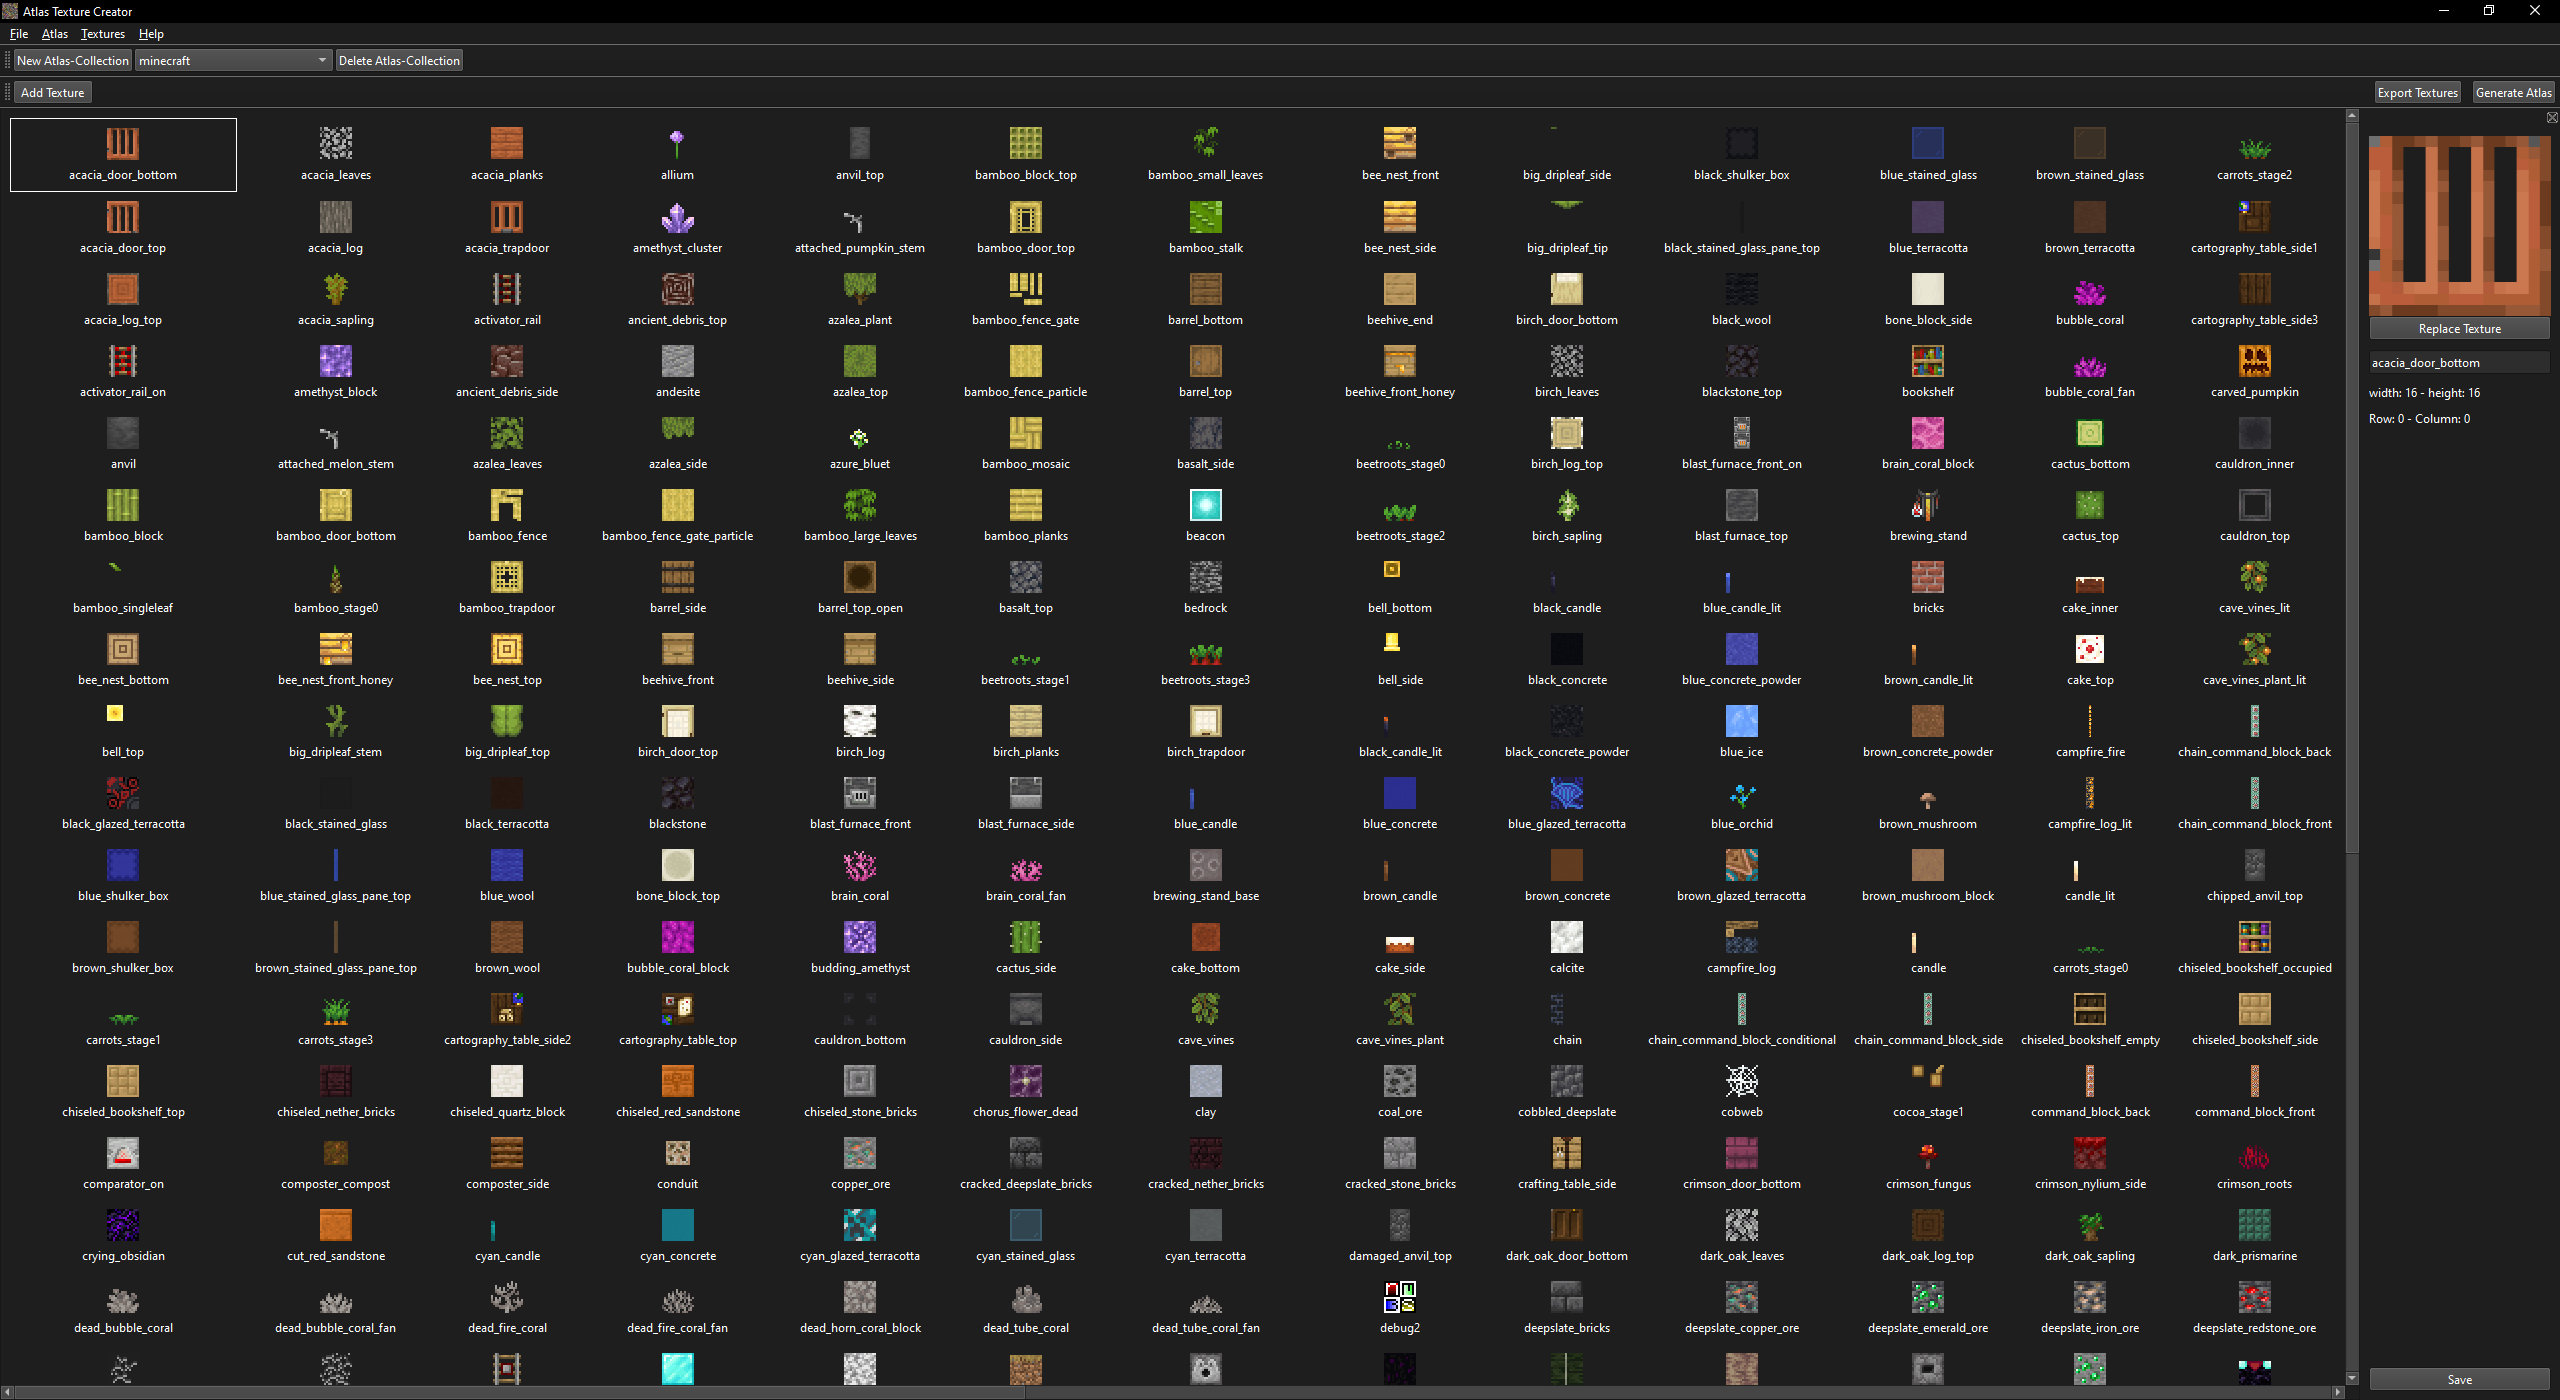 Atlas Texture Creator
File Atlas Textures Help
New Atlas-Collection minecraft Delete Atlas-Collection
Add Texture Export Textures Generate Atlas
acacia_door_bottom acacia_leaves acacia_planks allium anvil_top bamboo_block_top bamboo_small_leaves bee_nest_front big_dripleaf_side black_shulker_box blue_stained_glass brown_stained_glass carrots_stage2
acacia_door_top acacia_log acacia_trapdoor amethyst_cluster attached_pumpkin_stem bamboo_door_top bamboo_stalk bee_nest_side big_dripleaf_tip black_stained_glass_pane_top blue_terracotta brown_terracotta cartography_table_side1
acacia_log_top acacia_sapling activator_rail ancient_debris_top azalea_plant bamboo_fence_gate barrel_bottom beehive_end birch_door_bottom black_wool bone_block_side bubble_coral cartography_table_side3
Replace Texture
activator_rail_on amethyst_block ancient_debris_side andesite azalea_top bamboo_fence_particle barrel_top beehive_front_honey birch_leaves blackstone_top bookshelf bubble_coral_fan carved_pumpkin
acacia_door_bottom
width: 16 - height: 16
Row: 0 - Column: 0
anvil attached_melon_stem azalea_leaves azalea_side azure_bluet bamboo_mosaic basalt_side beetroots_stage0 birch_log_top blast_furnace_front_on brain_coral_block cactus_bottom cauldron_inner
bamboo_block bamboo_door_bottom bamboo_fence bamboo_fence_gate_particle bamboo_large_leaves bamboo_planks beacon beetroots_stage2 birch_sapling blast_furnace_top brewing_stand cactus_top cauldron_top
bamboo_singleleaf bamboo_stage0 bamboo_trapdoor barrel_side barrel_top_open basalt_top bedrock bell_bottom black_candle blue_candle_lit bricks cake_inner cave_vines_lit
bee_nest_bottom bee_nest_front_honey bee_nest_top beehive_front beehive_side beetroots_stage1 beetroots_stage3 bell_side black_concrete blue_concrete_powder brown_candle_lit cake_top cave_vines_plant_lit
bell_top big_dripleaf_stem big_dripleaf_top birch_door_top birch_log birch_planks birch_trapdoor black_candle_lit black_concrete_powder blue_ice brown_concrete_powder campfire_fire chain_command_block_back
black_glazed_terracotta black_stained_glass black_terracotta blackstone blast_furnace_front blast_furnace_side blue_candle blue_concrete blue_glazed_terracotta blue_orchid brown_mushroom campfire_log_lit chain_command_block_front
blue_shulker_box blue_stained_glass_pane_top blue_wool bone_block_top brain_coral brain_coral_fan brewing_stand_base brown_candle brown_concrete brown_glazed_terracotta brown_mushroom_block candle_lit chipped_anvil_top
brown_shulker_box brown_stained_glass_pane_top brown_wool bubble_coral_block budding_amethyst cactus_side cake_bottom cake_side calcite campfire_log candle carrots_stage0 chiseled_bookshelf_occupied
carrots_stage1 carrots_stage3 cartography_table_side2 cartography_table_top cauldron_bottom cauldron_side cave_vines cave_vines_plant chain chain_command_block_conditional chain_command_block_side chiseled_bookshelf_empty chiseled_bookshelf_side
chiseled_bookshelf_top chiseled_nether_bricks chiseled_quartz_block chiseled_red_sandstone chiseled_stone_bricks chorus_flower_dead clay coal_ore cobbled_deepslate cobweb cocoa_stage1 command_block_back command_block_front
comparator_on composter_compost composter_side conduit copper_ore cracked_deepslate_bricks cracked_nether_bricks cracked_stone_bricks crafting_table_side crimson_door_bottom crimson_fungus crimson_nylium_side crimson_roots
crying_obsidian cut_red_sandstone cyan_candle cyan_concrete cyan_glazed_terracotta cyan_stained_glass cyan_terracotta damaged_anvil_top dark_oak_door_bottom dark_oak_leaves dark_oak_log_top dark_oak_sapling dark_prismarine
dead_bubble_coral dead_bubble_coral_fan dead_fire_coral dead_fire_coral_fan dead_horn_coral_block dead_tube_coral dead_tube_coral_fan debug2 deepslate_bricks deepslate_copper_ore deepslate_emerald_ore deepslate_iron_ore deepslate_redstone_ore
Save